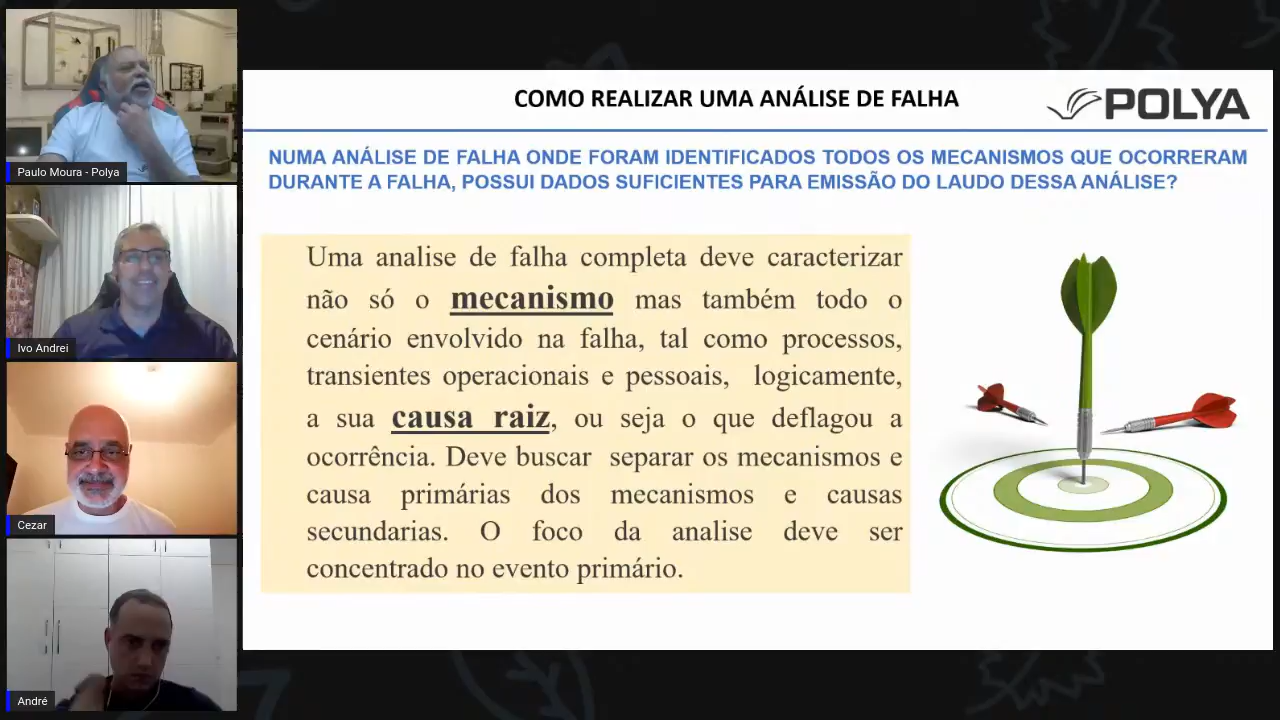 Paulo Moura - Polya
Ivo Andrei
Cezar
André
COMO REALIZAR UMA ANÁLISE DE FALHA
POLYA
NUMA ANÁLISE DE FALHA ONDE FORAM IDENTIFICADOS TODOS OS MECANISMOS QUE OCORRERAM
DURANTE A FALHA, POSSUI DADOS SUFICIENTES PARA EMISSÃO DO LAUDO DESSA ANÁLISE?
Uma analise de falha completa deve caracterizar
não só o mecanismo mas também todo o
cenário envolvido na falha, tal como processos,
transientes operacionais e pessoais, logicamente,
a sua causa raiz, ou seja o que deflagou a
ocorrência. Deve buscar separar os mecanismos e
causa primárias dos mecanismos e causas
secundarias. O foco da analise deve ser
concentrado no evento primário.